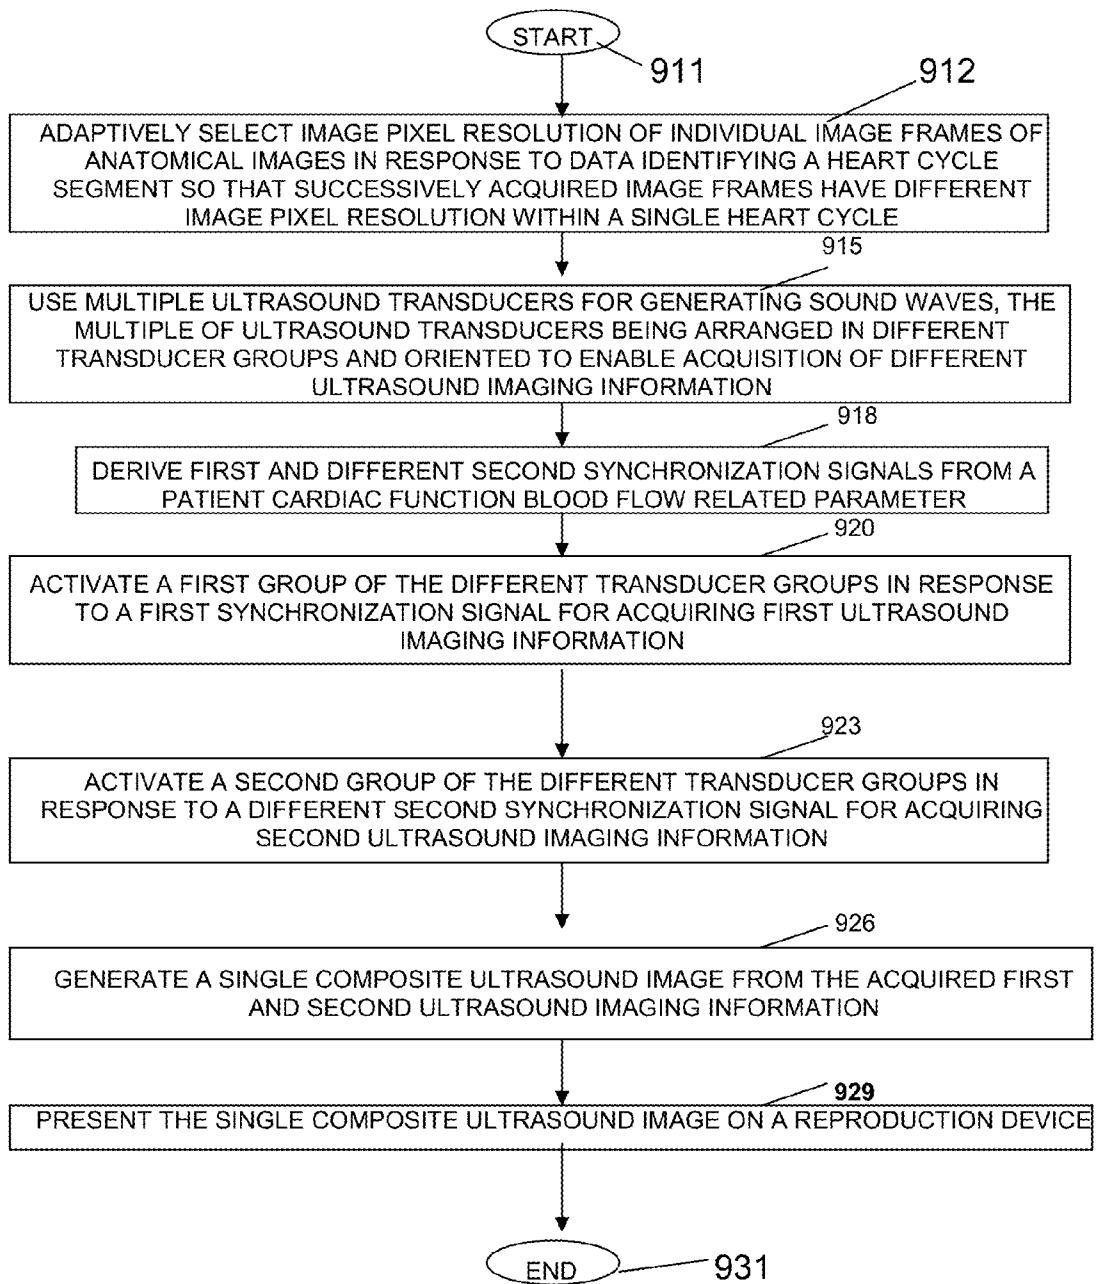 START
911
912
ADAPTIVELY SELECT IMAGE PIXEL RESOLUTION OF INDIVIDUAL IMAGE FRAMES OF
ANATOMICAL IMAGES IN RESPONSE TO DATA IDENTIFYING A HEART CYCLE
SEGMENT SO THAT SUCCESSIVELY ACQUIRED IMAGE FRAMES HAVE DIFFERENT
IMAGE PIXEL RESOLUTION WITHIN A SINGLE HEART CYCLE
915
USE MULTIPLE ULTRASOUND TRANSDUCERS FOR GENERATING SOUND WAVES, THE
MULTIPLE OF ULTRASOUND TRANSDUCERS BEING ARRANGED IN DIFFERENT
TRANSDUCER GROUPS AND ORIENTED TO ENABLE ACQUISITION OF DIFFERENT
ULTRASOUND IMAGING INFORMATION
918
DERIVE FIRST AND DIFFERENT SECOND SYNCHRONIZATION SIGNALS FROM A
PATIENT CARDIAC FUNCTION BLOOD FLOW RELATED PARAMETER
920
ACTIVATE A FIRST GROUP OF THE DIFFERENT TRANSDUCER GROUPS IN RESPONSE
TO A FIRST SYNCHRONIZATION SIGNAL FOR ACQUIRING FIRST ULTRASOUND
IMAGING INFORMATION
923
ACTIVATE A SECOND GROUP OF THE DIFFERENT TRANSDUCER GROUPS IN
RESPONSE TO A DIFFERENT SECOND SYNCHRONIZATION SIGNAL FOR ACQUIRING
SECOND ULTRASOUND IMAGING INFORMATION
926
GENERATE A SINGLE COMPOSITE ULTRASOUND IMAGE FROM THE ACQUIRED FIRST
AND SECOND ULTRASOUND IMAGING INFORMATION
929
PRESENT THE SINGLE COMPOSITE ULTRASOUND IMAGE ON A REPRODUCTION DEVICE
END
931